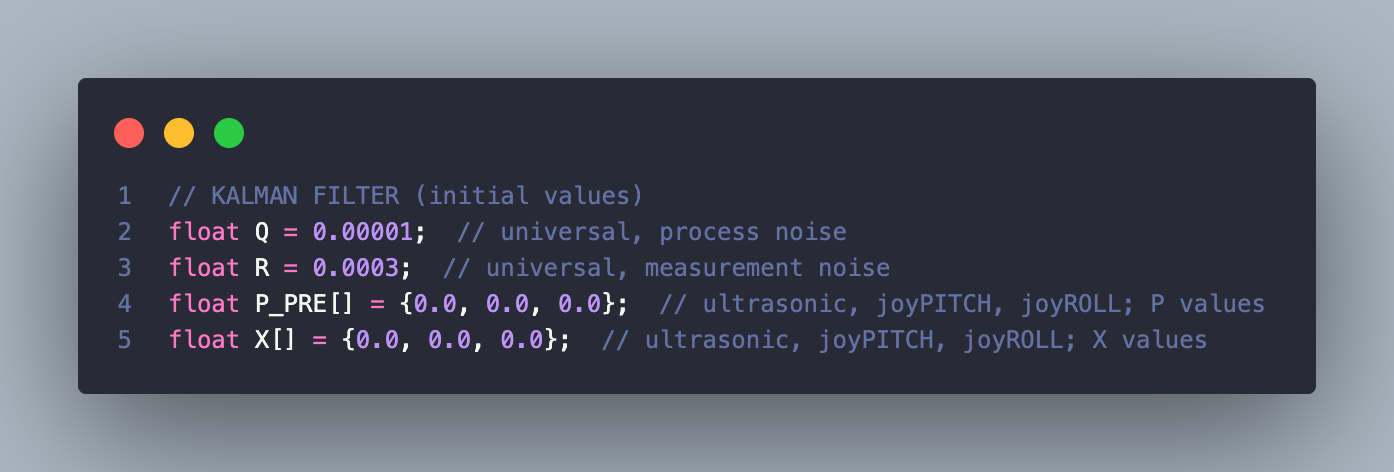 1 // KALMAN FILTER (initial values)
2 float Q = 0.00001;  // universal, process noise
3 float R = 0.0003;  // universal, measurement noise
4 float P_PRE[] = {0.0, 0.0, 0.0};  // ultrasonic, joyPITCH, joyROLL; P values
5 float X[] = {0.0, 0.0, 0.0};  // ultrasonic, joyPITCH, joyROLL; X values